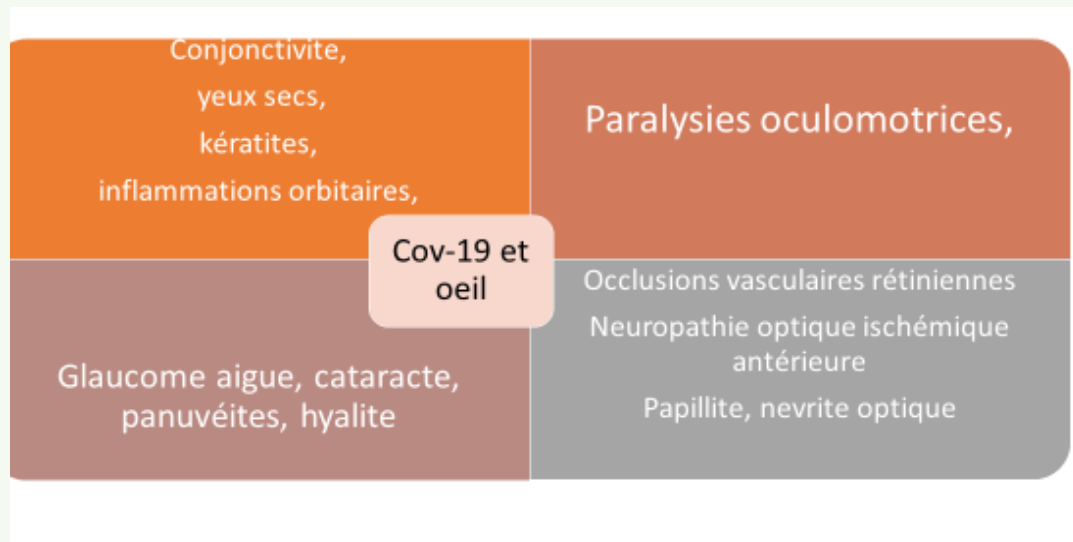 Conjonctivite,
yeux secs,
kératites,
inflammations orbitaires,
Paralysies oculomotrices,
Cov-19 et
oeil
Glaucome aigue, cataracte,
panuvéites, hyalite
Occlusions vasculaires rétiniennes
Neuropathie optique ischémique
antérieure
Papillite, nevrite optique